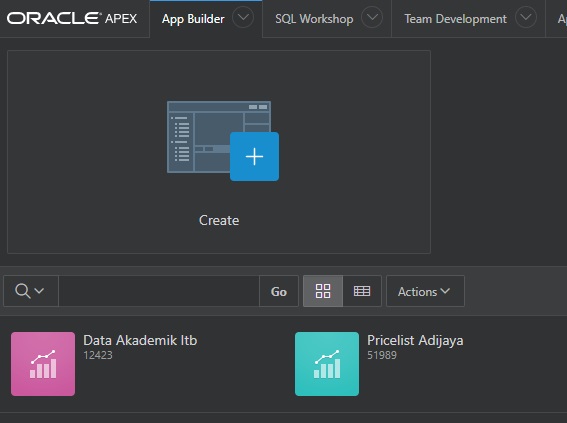 ORACLE APEX App Builder SQL Workshop Team Development
Create
Go Actions
Data Akademik Itb Pricelist Adijaya
12423 51989